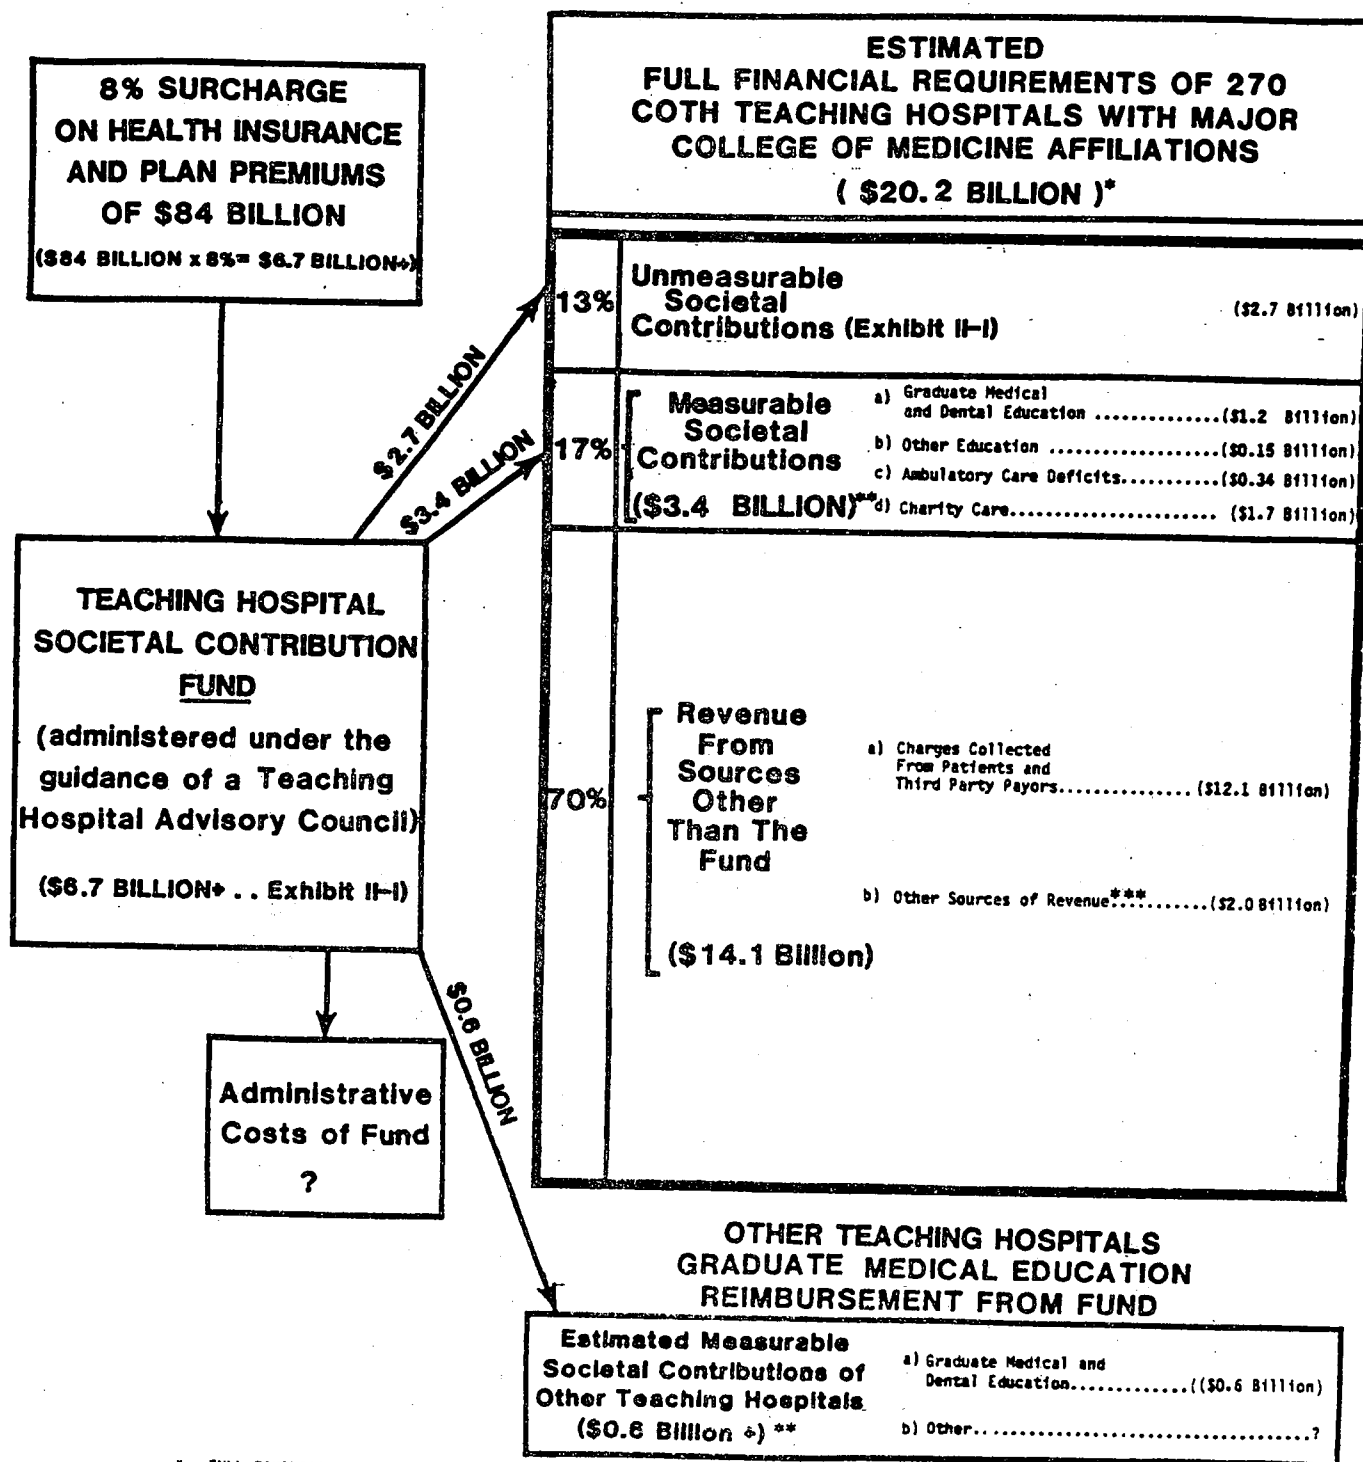 8% SURCHARGE
ON HEALTH INSURANCE
AND PLAN PREMIUMS
OF $84 BILLION
($84 BILLION x 8%= $6.7 BILLION+)
ESTIMATED
FULL FINANCIAL REQUIREMENTS OF 270
COTH TEACHING HOSPITALS WITH MAJOR
COLLEGE OF MEDICINE AFFILIATIONS
( $20.2 BILLION )*
$2.7 BILLION
$3.4 BILLION
13%
Unmeasurable
Societal
Contributions (Exhibit II-I)
($2.7 Billion)
17%
Measurable
Societal
Contributions
($3.4 BILLION)**
a) Graduate Medical
and Dental Education ..............($1.2 Billion)
b) Other Education ..................($0.15 Billion)
c) Ambulatory Care Deficits...........($0.34 Billion)
d) Charity Care....................... ($1.7 Billion)
TEACHING HOSPITAL
SOCIETAL CONTRIBUTION
FUND
(administered under the
guidance of a Teaching
Hospital Advisory Council)
($6.7 BILLION+ .. Exhibit II-I)
70%
Revenue
From
Sources
Other
Than The
Fund
($14.1 Billion)
a) Charges Collected
From Patients and
Third Party Payors............... ($12.1 Billion)
b) Other Sources of Revenue***.........($2.0 Billion)
$0.6 BILLION
Administrative
Costs of Fund
?
OTHER TEACHING HOSPITALS
GRADUATE MEDICAL EDUCATION
REIMBURSEMENT FROM FUND
Estimated Measurable
Societal Contributions of
Other Teaching Hospitals
($0.6 Billion +) **
a) Graduate Medical and
Dental Education.............(($0.6 Billion)
b) Other....................................?